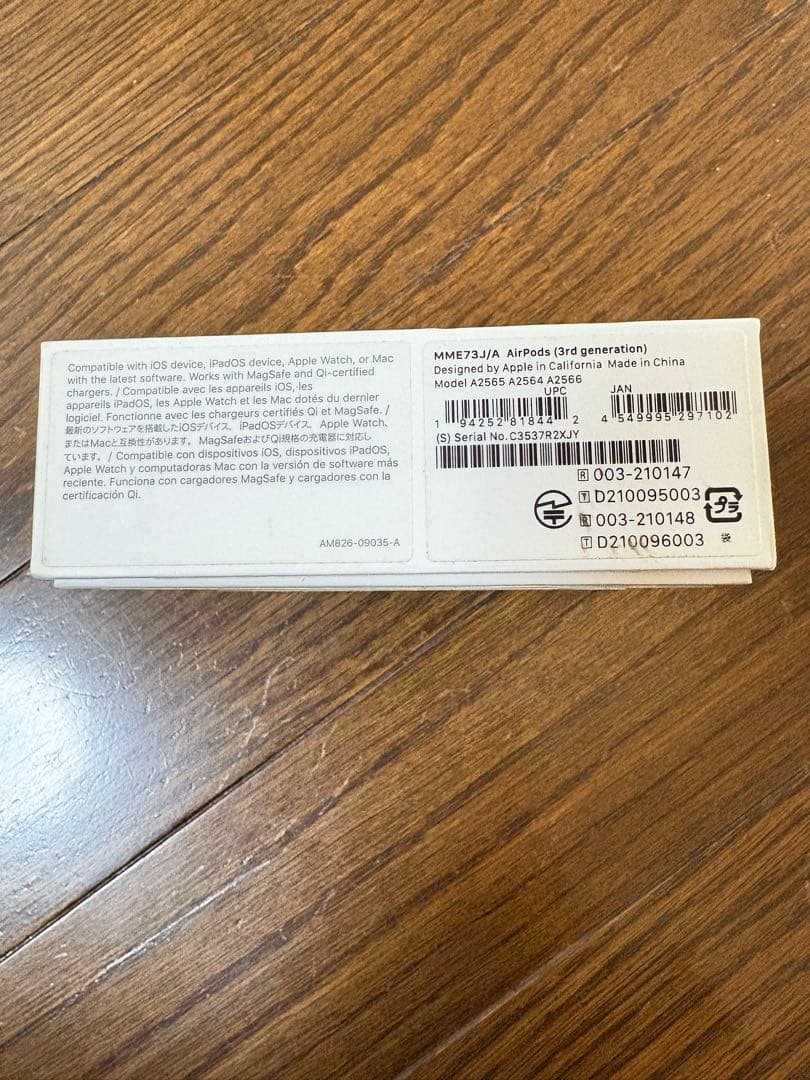 Compatible with iOS device, iPadOS device, Apple Watch, or Mac
with the latest software. Works with MagSafe and Qi-certified
chargers. / Compatible avec les appareils iOS, les
appareils iPadOS, les Apple Watch et les Mac dotés du dernier
logiciel. Fonctionne avec les chargeurs certifiés Qi et MagSafe. /
最新のソフトウェアを搭載したiOSデバイス、iPadOSデバイス、Apple Watch、
またはMacと互換性があります。MagSafeおよびQi規格の充電器に対応し
ています。/ Compatible con dispositivos iOS, dispositivos iPadOS,
Apple Watch y computadoras Mac con la versión de software más
reciente. Funciona con cargadores MagSafe y cargadores con la
certificación Qi.
AM826-09035-A
MME73J/A AirPods (3rd generation)
Designed by Apple in California Made in China
Model A2565 A2564 A2566
UPC
JAN
1 94252 81844 2
4 549995 297102
(S) Serial No. C3537R2XJY
R 003-210147
T D210095003
R 003-210148
T D210096003
プラ
袋